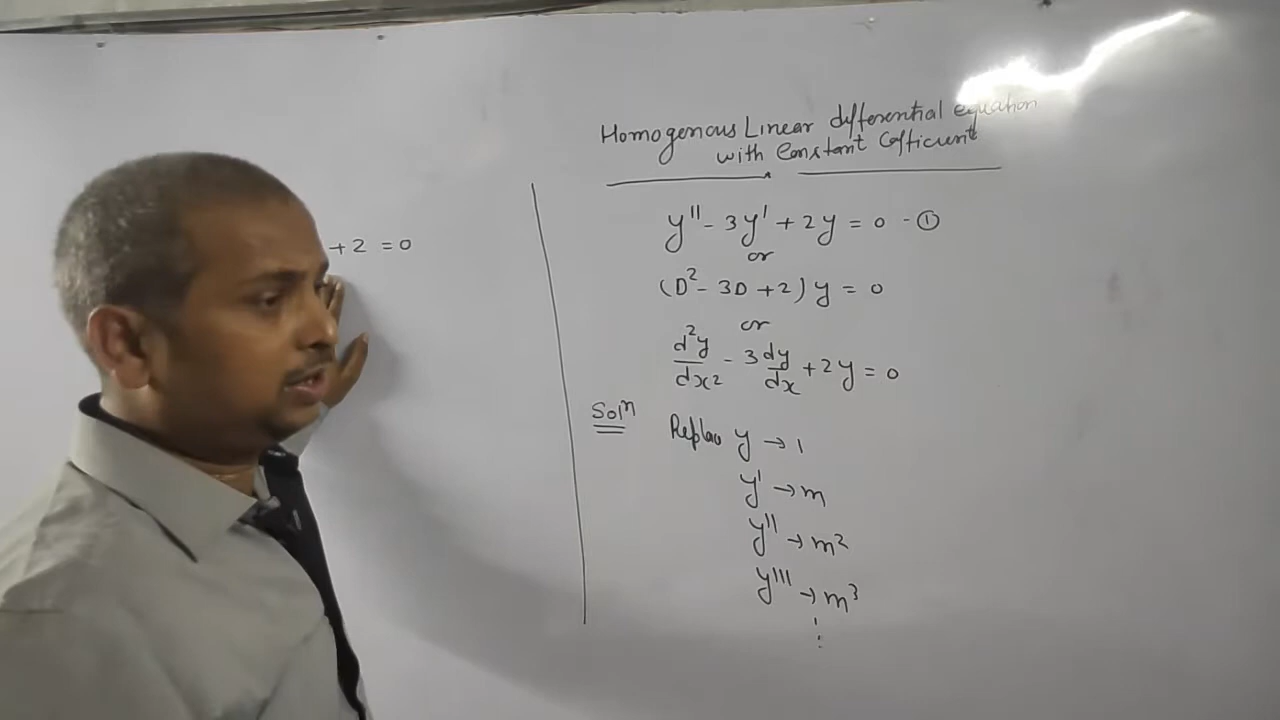 Homogenous Linear differential equation
with Constant Cofficient
y'' - 3y' + 2y = 0 - ①
or
(D² - 3D + 2) y = 0
or
d²y/dx² - 3 dy/dx + 2y = 0
Solⁿ
Replac y → 1
y' → m
y'' → m²
y''' → m³
⋮
+ 2 = 0